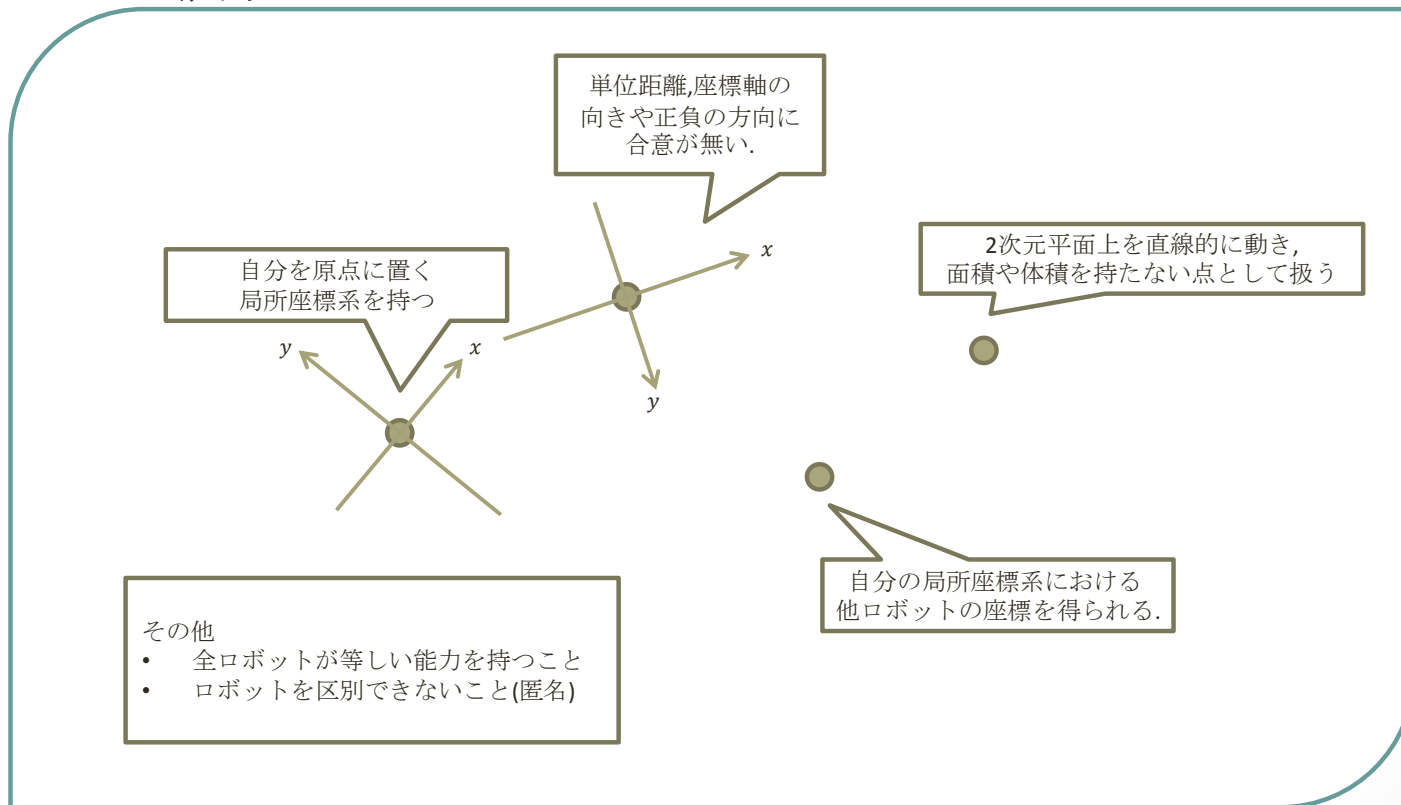 単位距離,座標軸の
向きや正負の方向に
合意が無い.
自分を原点に置く
局所座標系を持つ
2次元平面上を直線的に動き,
面積や体積を持たない点として扱う
x
y
y
x
自分の局所座標系における
他ロボットの座標を得られる.
その他
• 全ロボットが等しい能力を持つこと
• ロボットを区別できないこと(匿名)